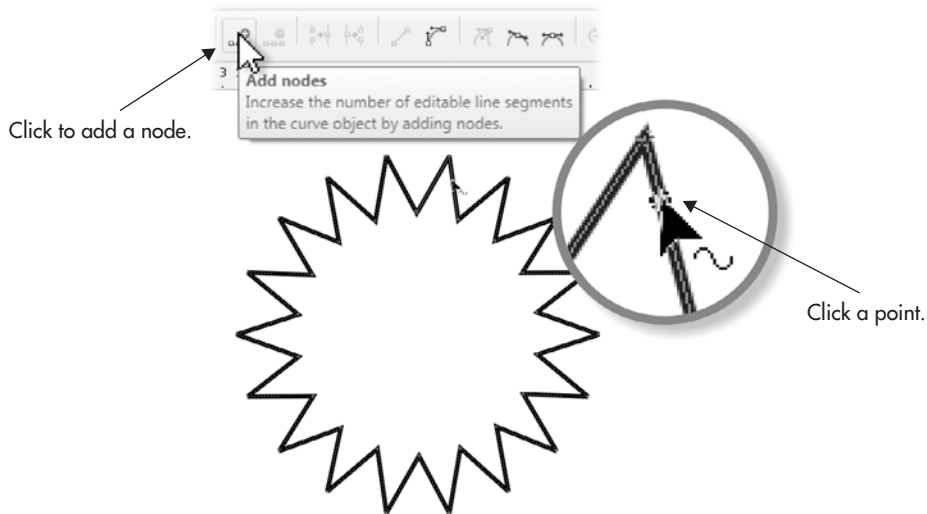 3
Add nodes
Increase the number of editable line segments
in the curve object by adding nodes.
Click to add a node.
Click a point.